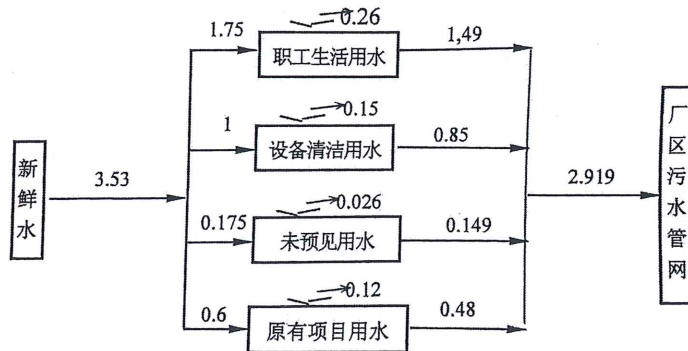 0.26
1.75
职工生活用水
1,49
0.15
1
设备清洁用水
0.85
新鲜水
3.53
0.026
0.175
未预见用水
0.149
2.919
厂区污水管网
0.12
0.6
原有项目用水
0.48